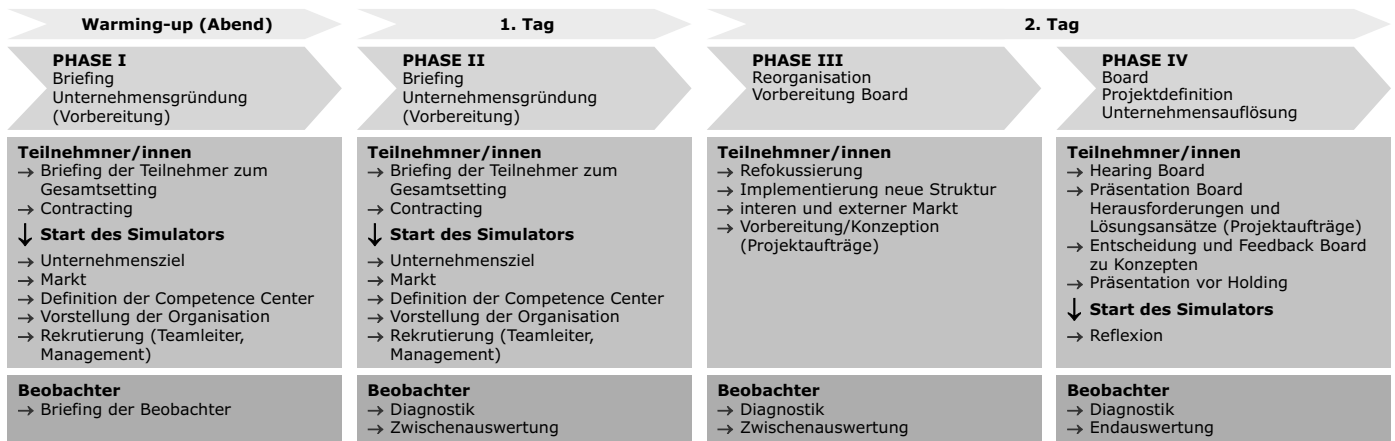 Warming-up (Abend)
1. Tag
2. Tag
PHASE I
Briefing
Unternehmensgründung
(Vorbereitung)
PHASE II
Briefing
Unternehmensgründung
(Vorbereitung)
PHASE III
Reorganisation
Vorbereitung Board
PHASE IV
Board
Projektdefinition
Unternehmensauflösung
Teilnehmner/innen
→ Briefing der Teilnehmer zum
Gesamtsetting
→ Contracting
↓ Start des Simulators
→ Unternehmensziel
→ Markt
→ Definition der Competence Center
→ Vorstellung der Organisation
→ Rekrutierung (Teamleiter,
Management)
Teilnehmner/innen
→ Briefing der Teilnehmer zum
Gesamtsetting
→ Contracting
↓ Start des Simulators
→ Unternehmensziel
→ Markt
→ Definition der Competence Center
→ Vorstellung der Organisation
→ Rekrutierung (Teamleiter,
Management)
Teilnehmner/innen
→ Refokussierung
→ Implementierung neue Struktur
→ interen und externer Markt
→ Vorbereitung/Konzeption
(Projektaufträge)
Teilnehmner/innen
→ Hearing Board
→ Präsentation Board
Herausforderungen und
Lösungsansätze (Projektaufträge)
→ Entscheidung und Feedback Board
zu Konzepten
→ Präsentation vor Holding
↓ Start des Simulators
→ Reflexion
Beobachter
→ Briefing der Beobachter
Beobachter
→ Diagnostik
→ Zwischenauswertung
Beobachter
→ Diagnostik
→ Zwischenauswertung
Beobachter
→ Diagnostik
→ Endauswertung